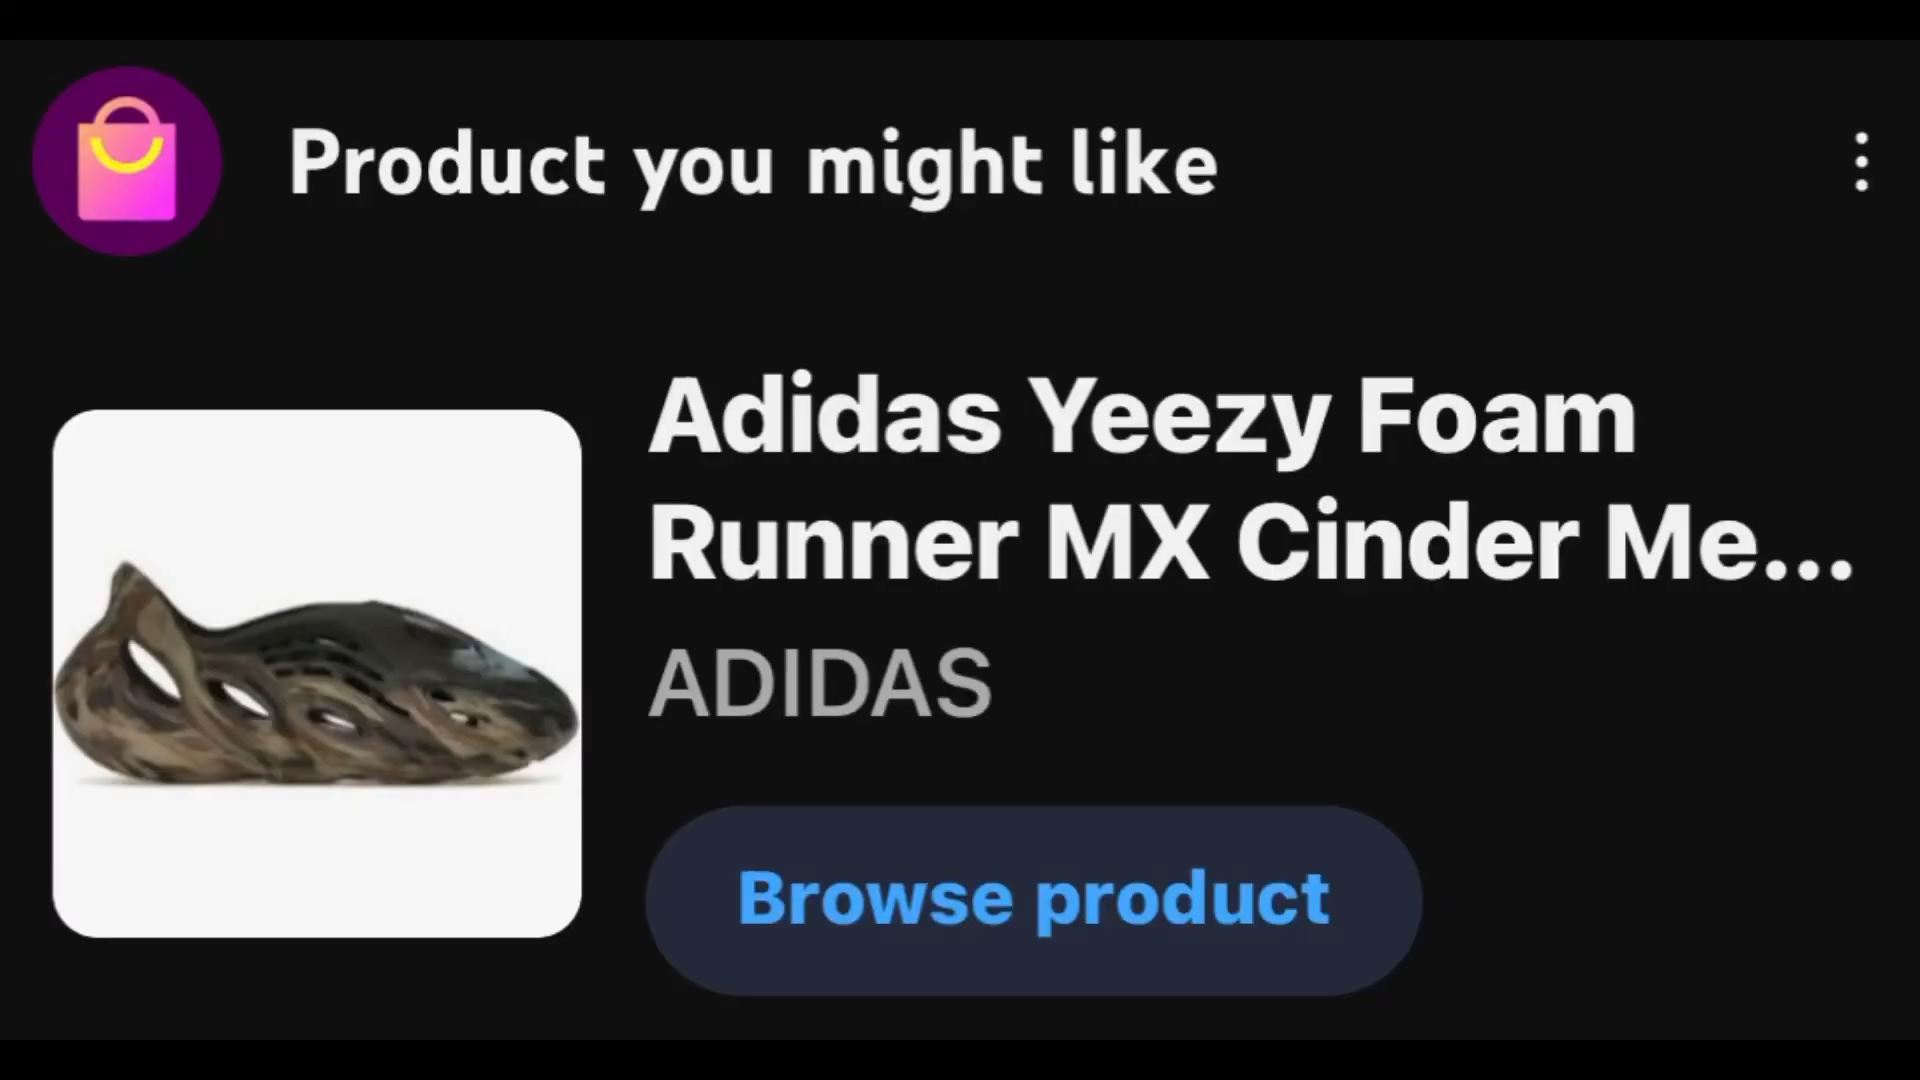 Product you might like
Adidas Yeezy Foam
Runner MX Cinder Me...
ADIDAS
Browse product